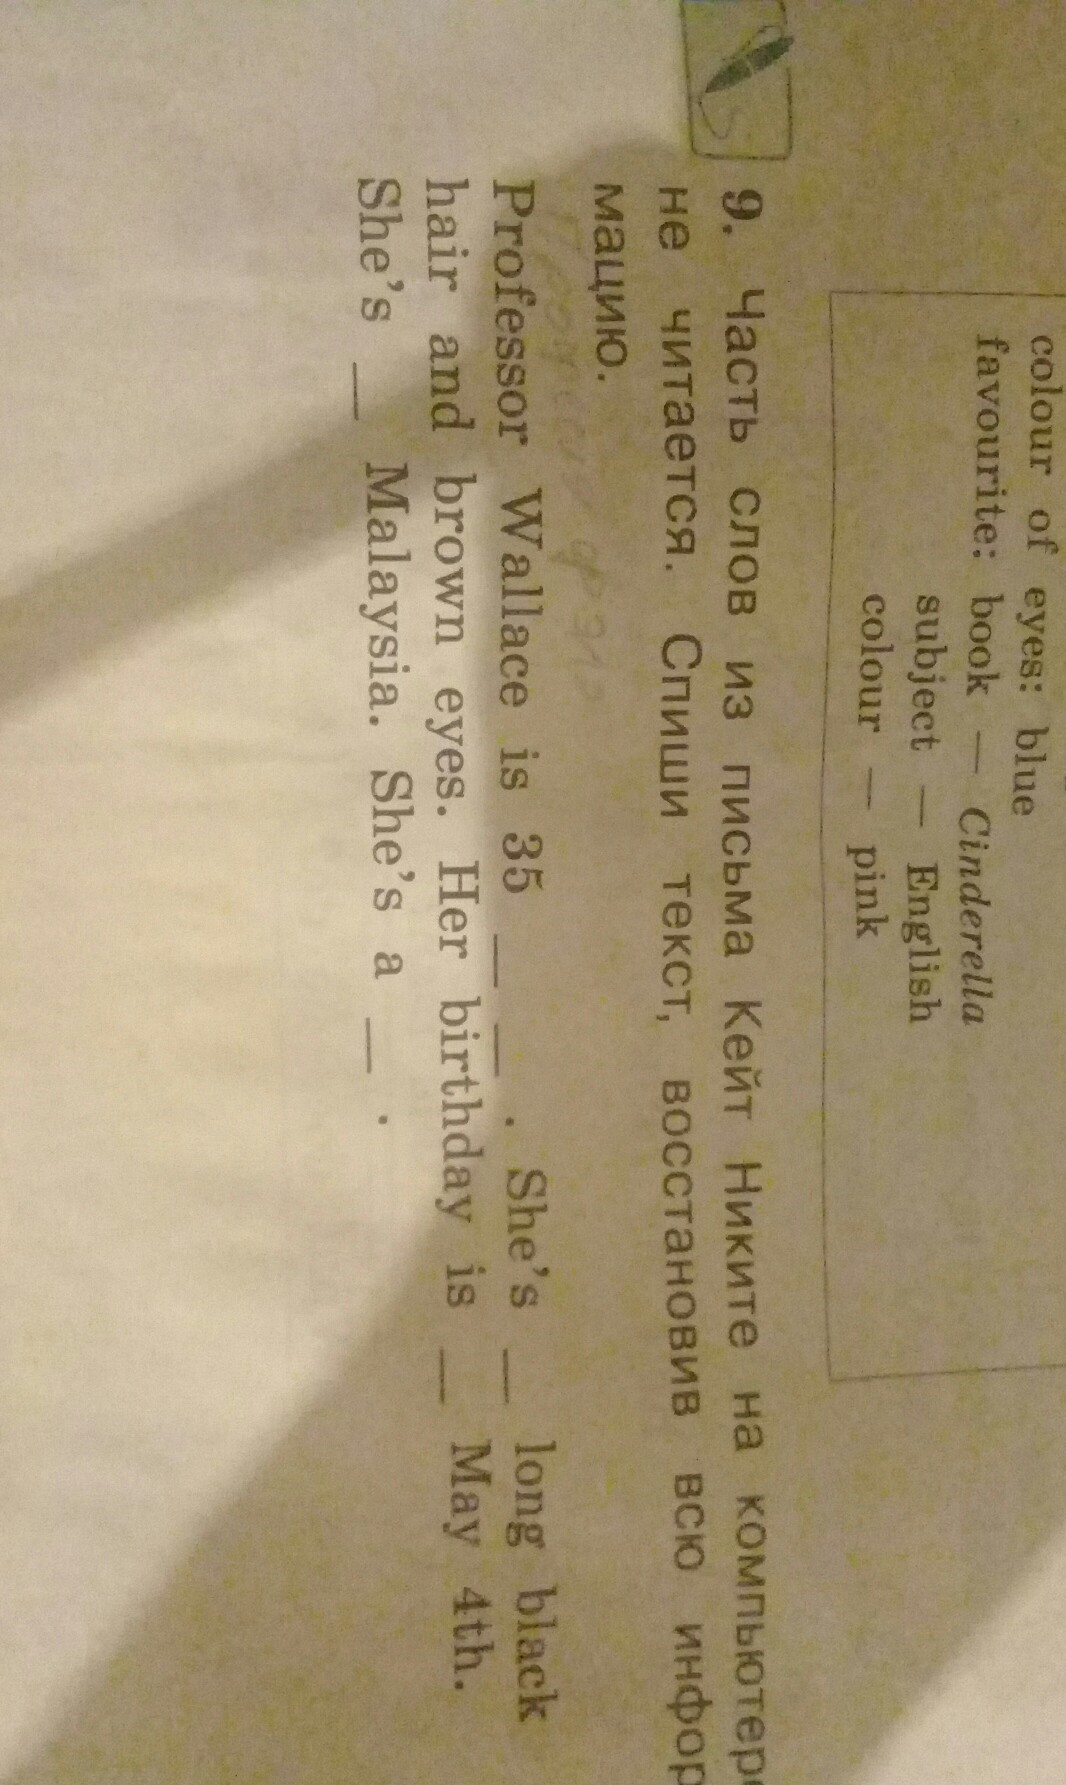 colour of eyes: blue
favourite: book — Cinderella
subject — English
colour — pink
9. Часть слов из письма Кейт Никите на компьютере
не читается. Спиши текст, восстановив всю инфор
мацию.
Professor Wallace is 35 __ __ . She's __ long black
hair and brown eyes. Her birthday is __ May 4th.
She's __ Malaysia. She's a __ .